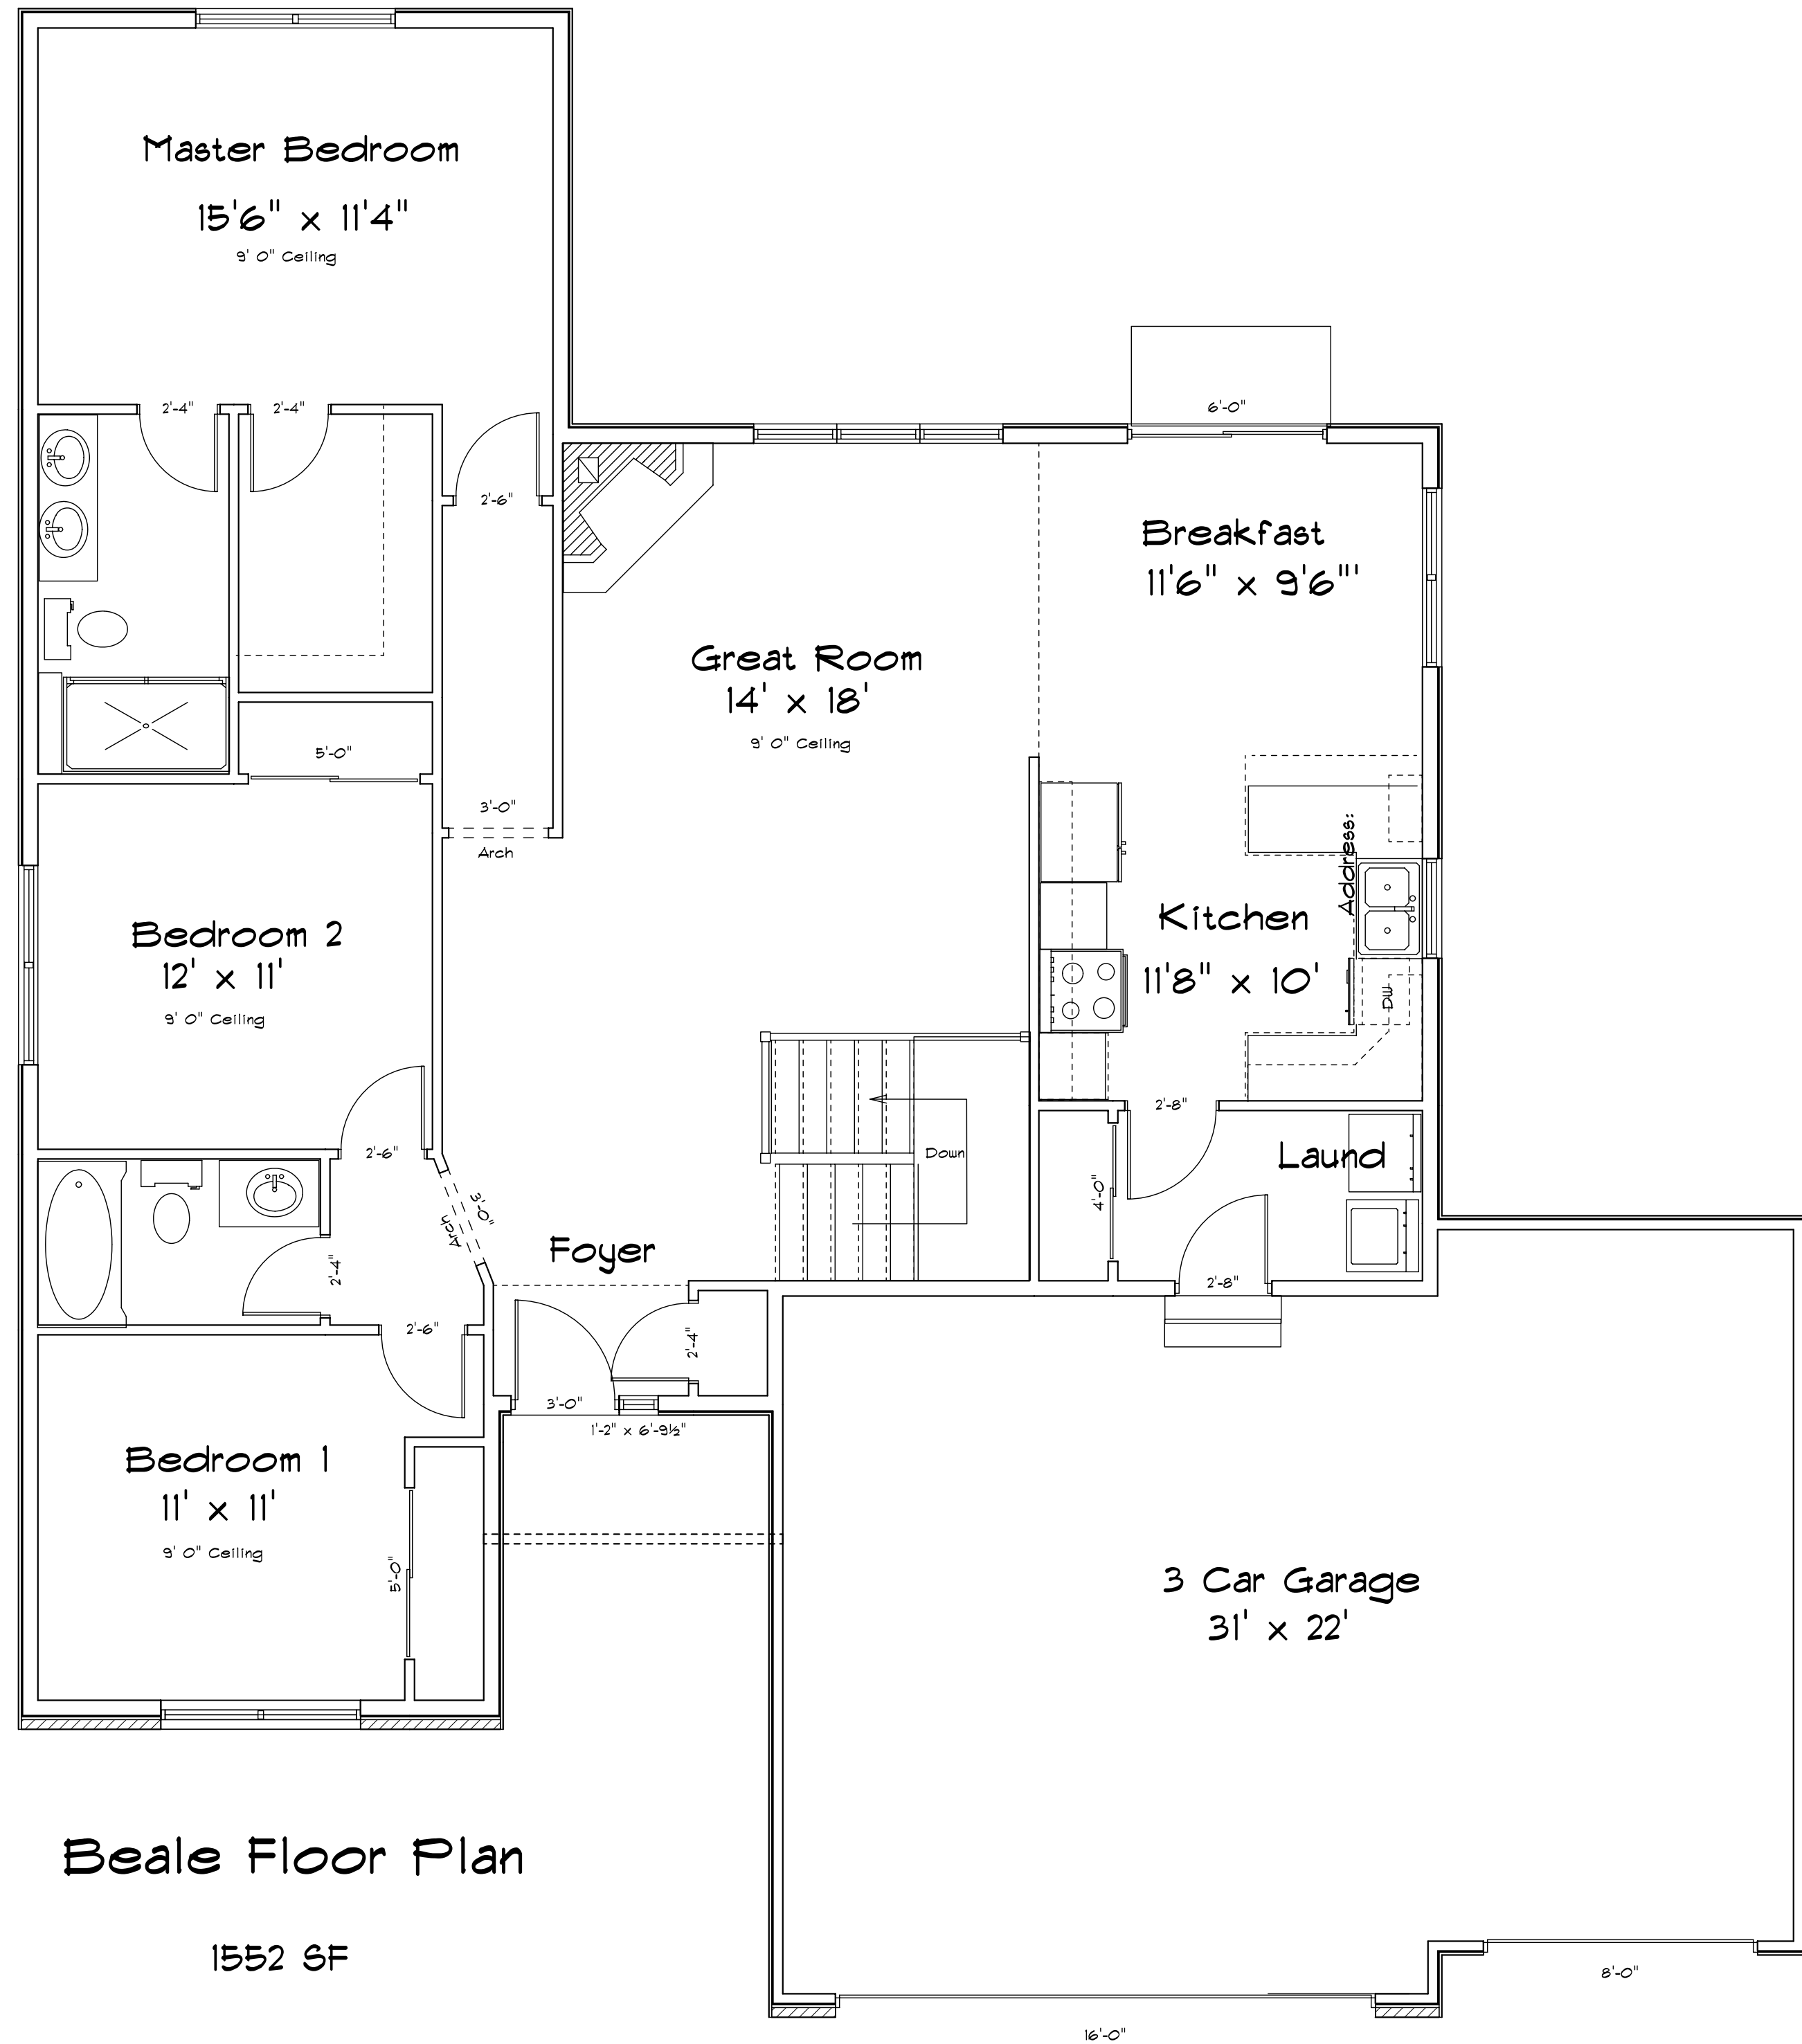 Master Bedroom
15'6" x 11'4"
9' 0" Ceiling
2'-4"
2'-4"
2'-6"
6'-0"
Breakfast
11'6" x 9'6"'
Great Room
14' x 18'
9' 0" Ceiling
5'-0"
3'-0"
Arch
Address:
Bedroom 2
12' x 11'
9' 0" Ceiling
Kitchen
11'8" x 10'
DW
2'-6"
2'-8"
Down
Laund
4'-0"
3'-0"
Arch
Foyer
2'-4"
2'-8"
2'-6"
2'-4"
3'-0"
1'-2" x 6'-9½"
Bedroom 1
11' x 11'
9' 0" Ceiling
5'-0"
3 Car Garage
31' x 22'
Beale Floor Plan
1552 SF
8'-0"
16'-0"